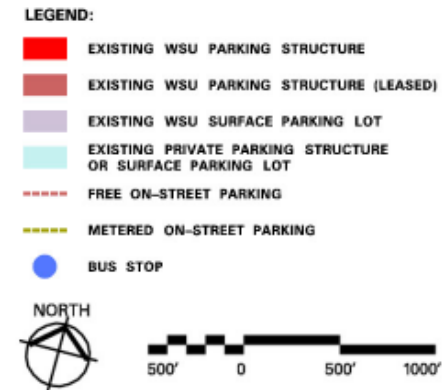 LEGEND:
EXISTING WSU PARKING STRUCTURE
EXISTING WSU PARKING STRUCTURE (LEASED)
EXISTING WSU SURFACE PARKING LOT
EXISTING PRIVATE PARKING STRUCTURE
OR SURFACE PARKING LOT
FREE ON-STREET PARKING
METERED ON-STREET PARKING
BUS STOP
NORTH
500' 0 500' 1000'